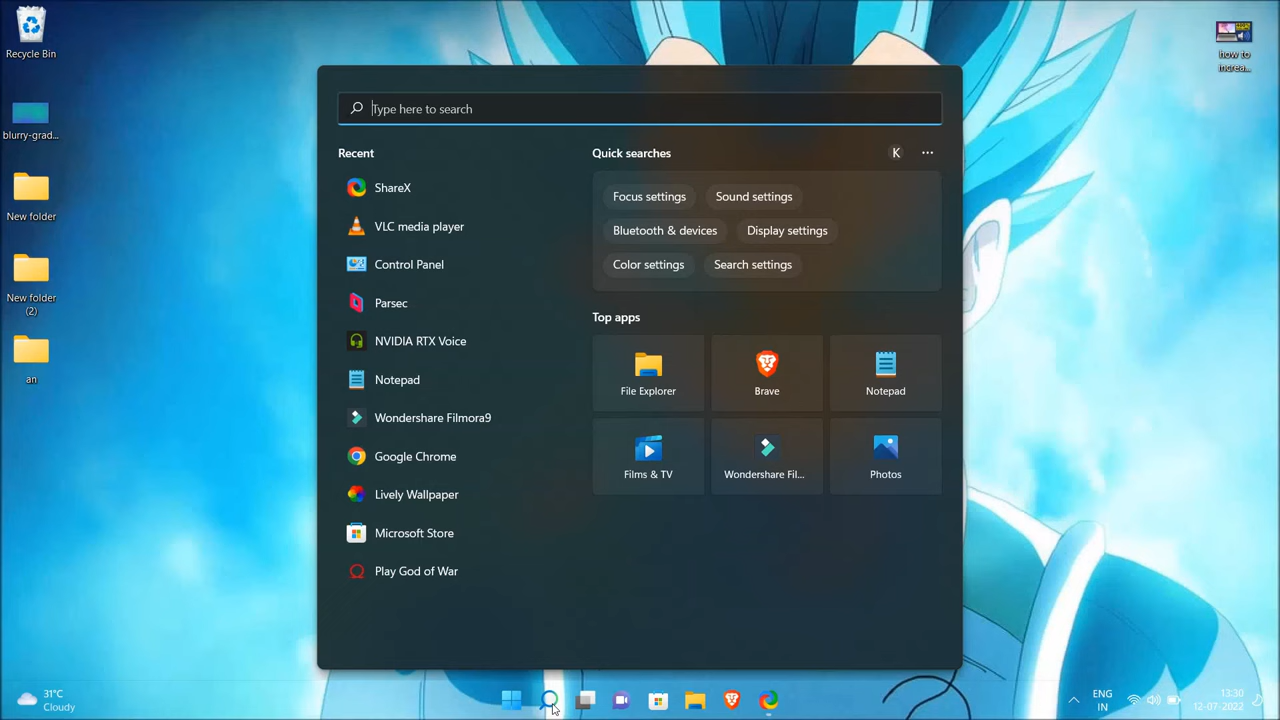 Recycle Bin
blurry-grad...
New folder
New folder
(2)
an
how to
increa...
Type here to search
Recent
ShareX
VLC media player
Control Panel
Parsec
NVIDIA RTX Voice
Notepad
Wondershare Filmora9
Google Chrome
Lively Wallpaper
Microsoft Store
Play God of War
Quick searches
K
Focus settings
Sound settings
Bluetooth & devices
Display settings
Color settings
Search settings
Top apps
File Explorer
Brave
Notepad
Films & TV
Wondershare Fil...
Photos
31°C
Cloudy
ENG
IN
13:30
12-07-2022